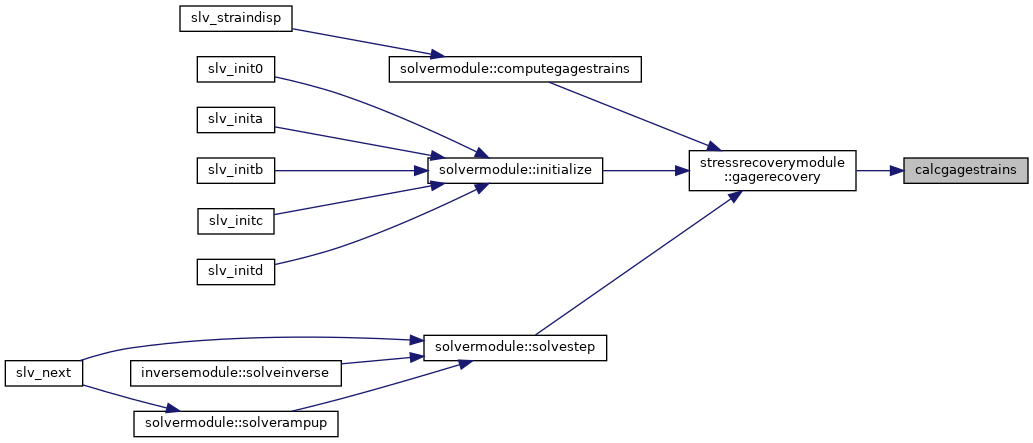 slv_straindisp
solvermodule::computegagestrains
slv_init0
slv_inita
slv_initb
slv_initc
slv_initd
solvermodule::initialize
stressrecoverymodule
::gagerecovery
calcgagestrains
solvermodule::solvestep
slv_next
inversemodule::solveinverse
solvermodule::solverampup